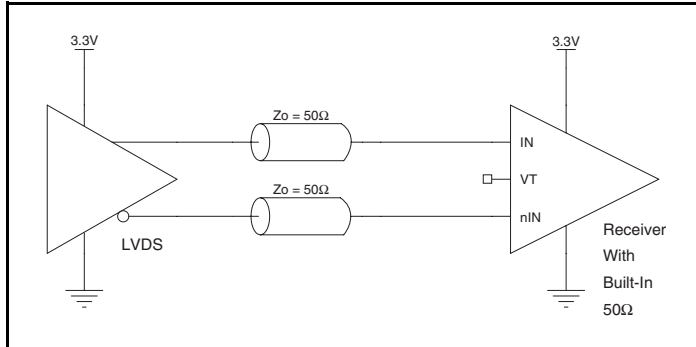 3.3V
3.3V
Zo = 50Ω
IN
VT
Zo = 50Ω
nIN
LVDS
Receiver
With
Built-In
50Ω